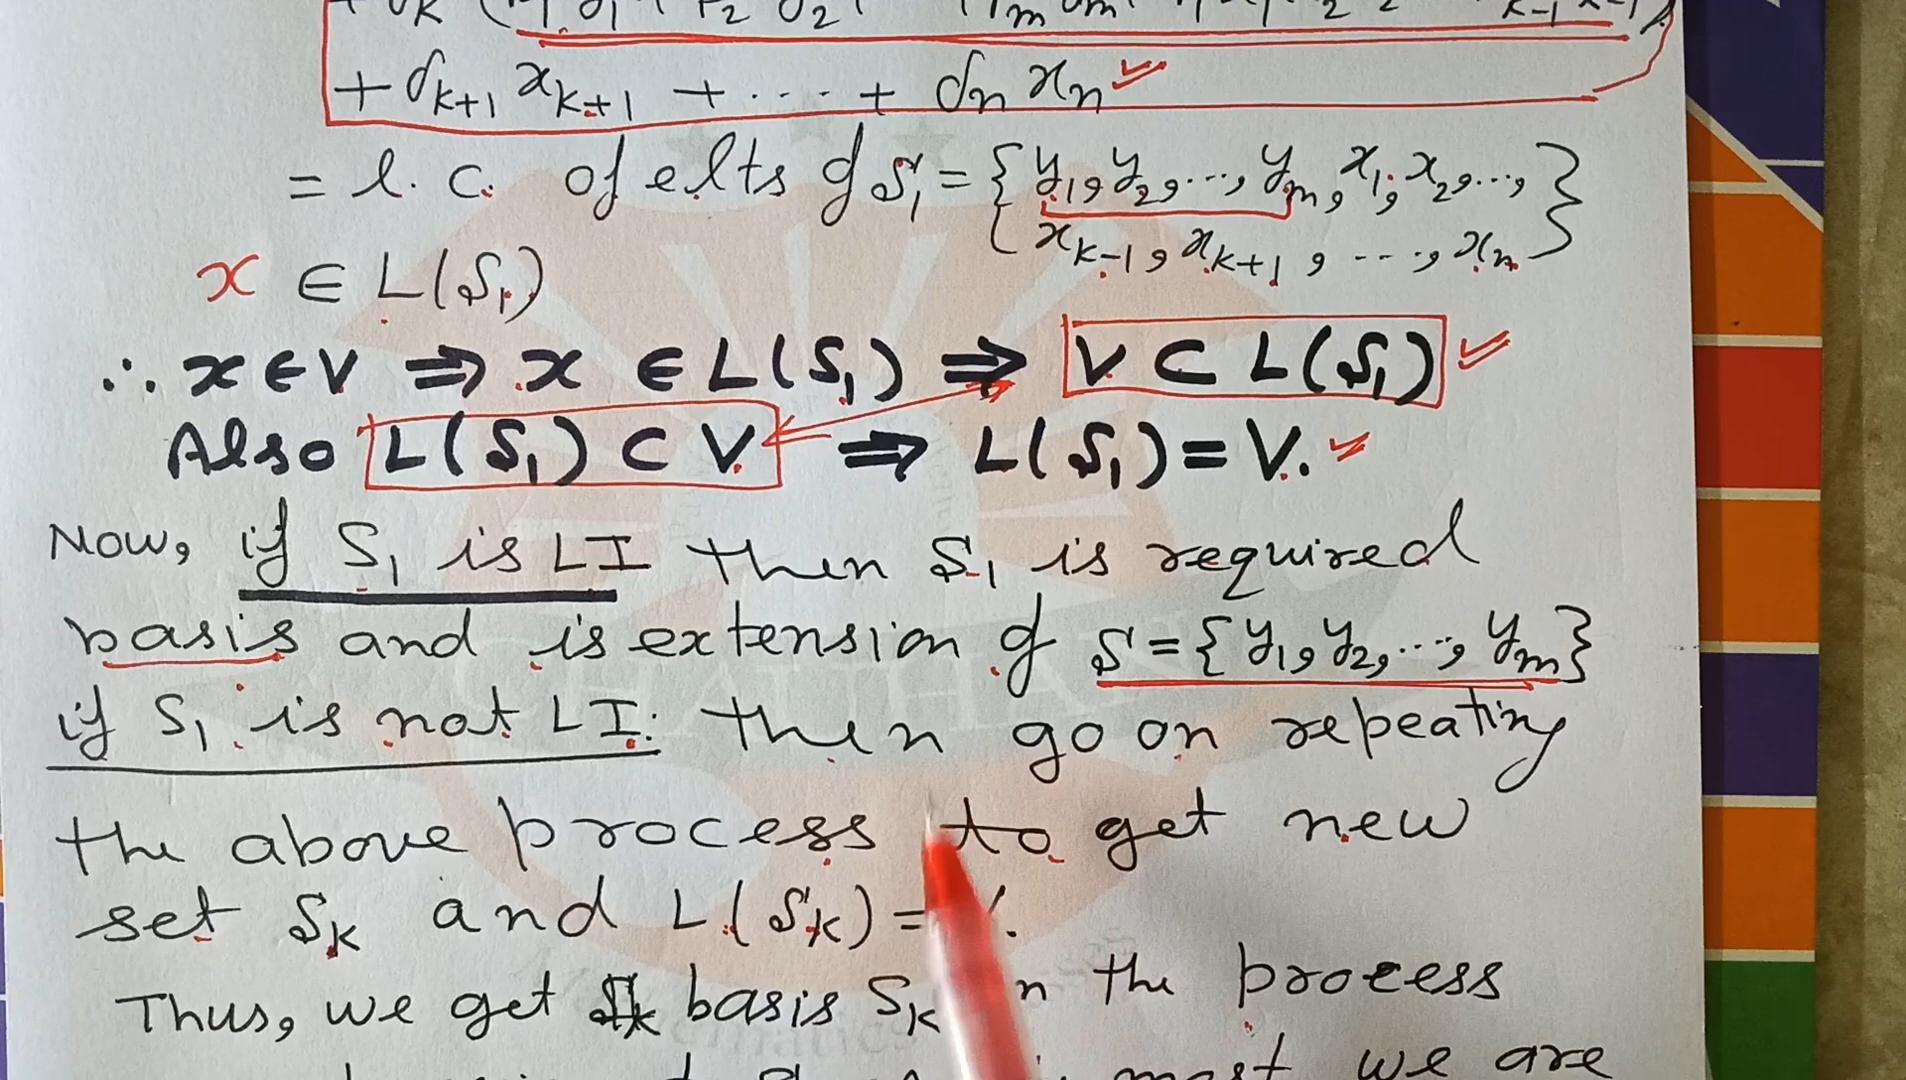 + δk+1 xk+1 + ... + δn xn
= l. c. of elts of S1 = {y1, y2, ..., ym, x1, x2, ...,
xk-1, xk+1, ..., xn}
x ∈ L(S1)
∴ x ∈ V ⇒ x ∈ L(S1) ⇒ V ⊂ L(S1)
Also L(S1) ⊂ V ⇒ L(S1) = V.
Now, if S1 is LI then S1 is required
basis and is extension of S = {y1, y2, ..., ym}
if S1 is not LI: then go on repeating
the above process to get new
set Sk and L(Sk) =
Thus, we get basis Sk the process
most we are